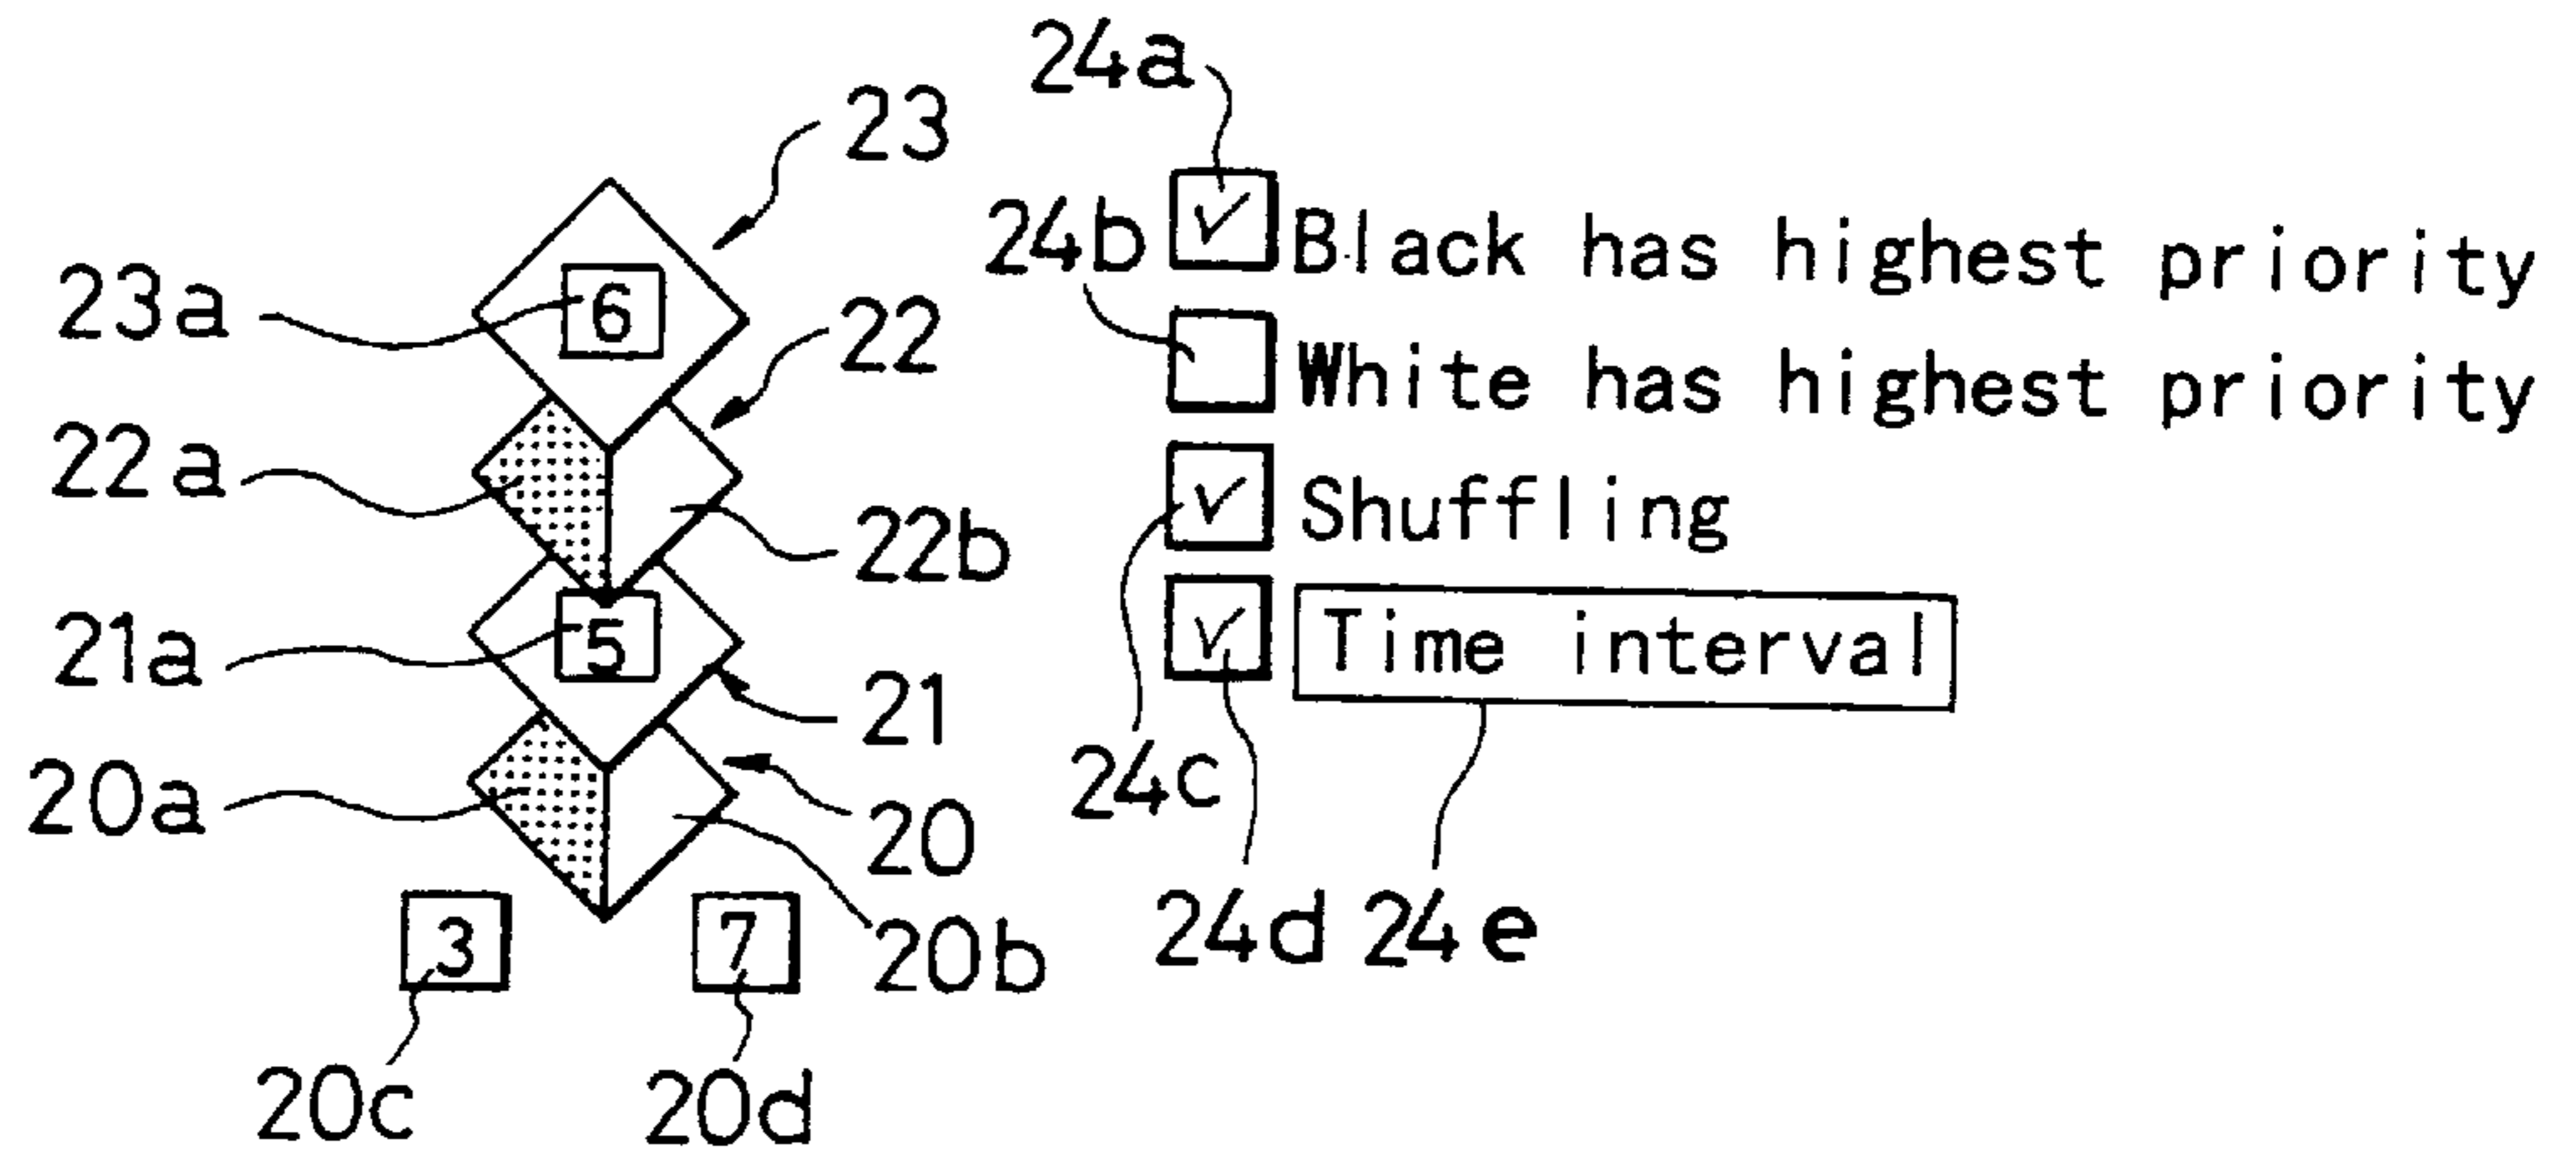 24a
23
Black has highest priority
24b
23a
6
22
White has highest priority
22a
Shuffling
22b
21a
5
Time interval
21
24c
20a
20
3
7
20b
24d
24e
20c
20d